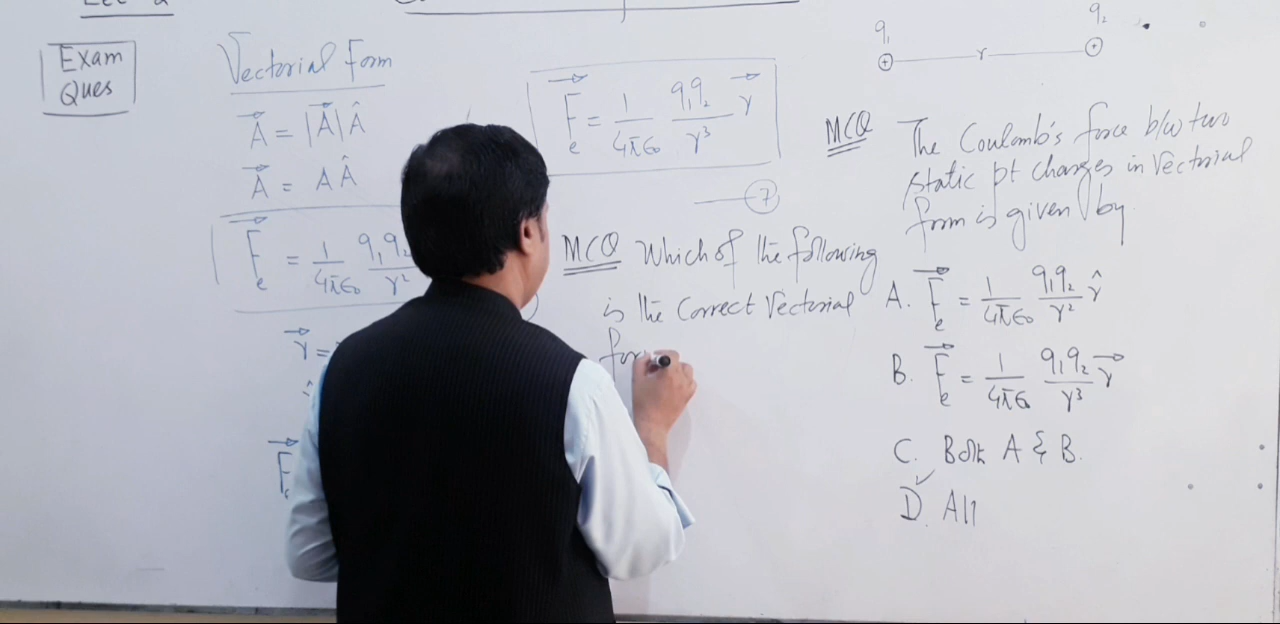 Exam
Ques
Vectorial Form
A⃗ = |A⃗| Â
A⃗ = A Â
F⃗e = 1/4πε₀ q₁q₂/r²
r⃗ =
F⃗e
F⃗e = 1/4πε₀ q₁q₂/r³ r⃗
7
MCQ Which of the following
is the Correct Vectorial
for
q₁ q₂
+ r +
MCQ The Coulomb's force b/w two
static pt charges in Vectorial
form is given by
A. F⃗e = 1/4πε₀ q₁q₂/r² r̂
B. F⃗e = 1/4πε₀ q₁q₂/r³ r⃗
C. Both A & B.
D. All